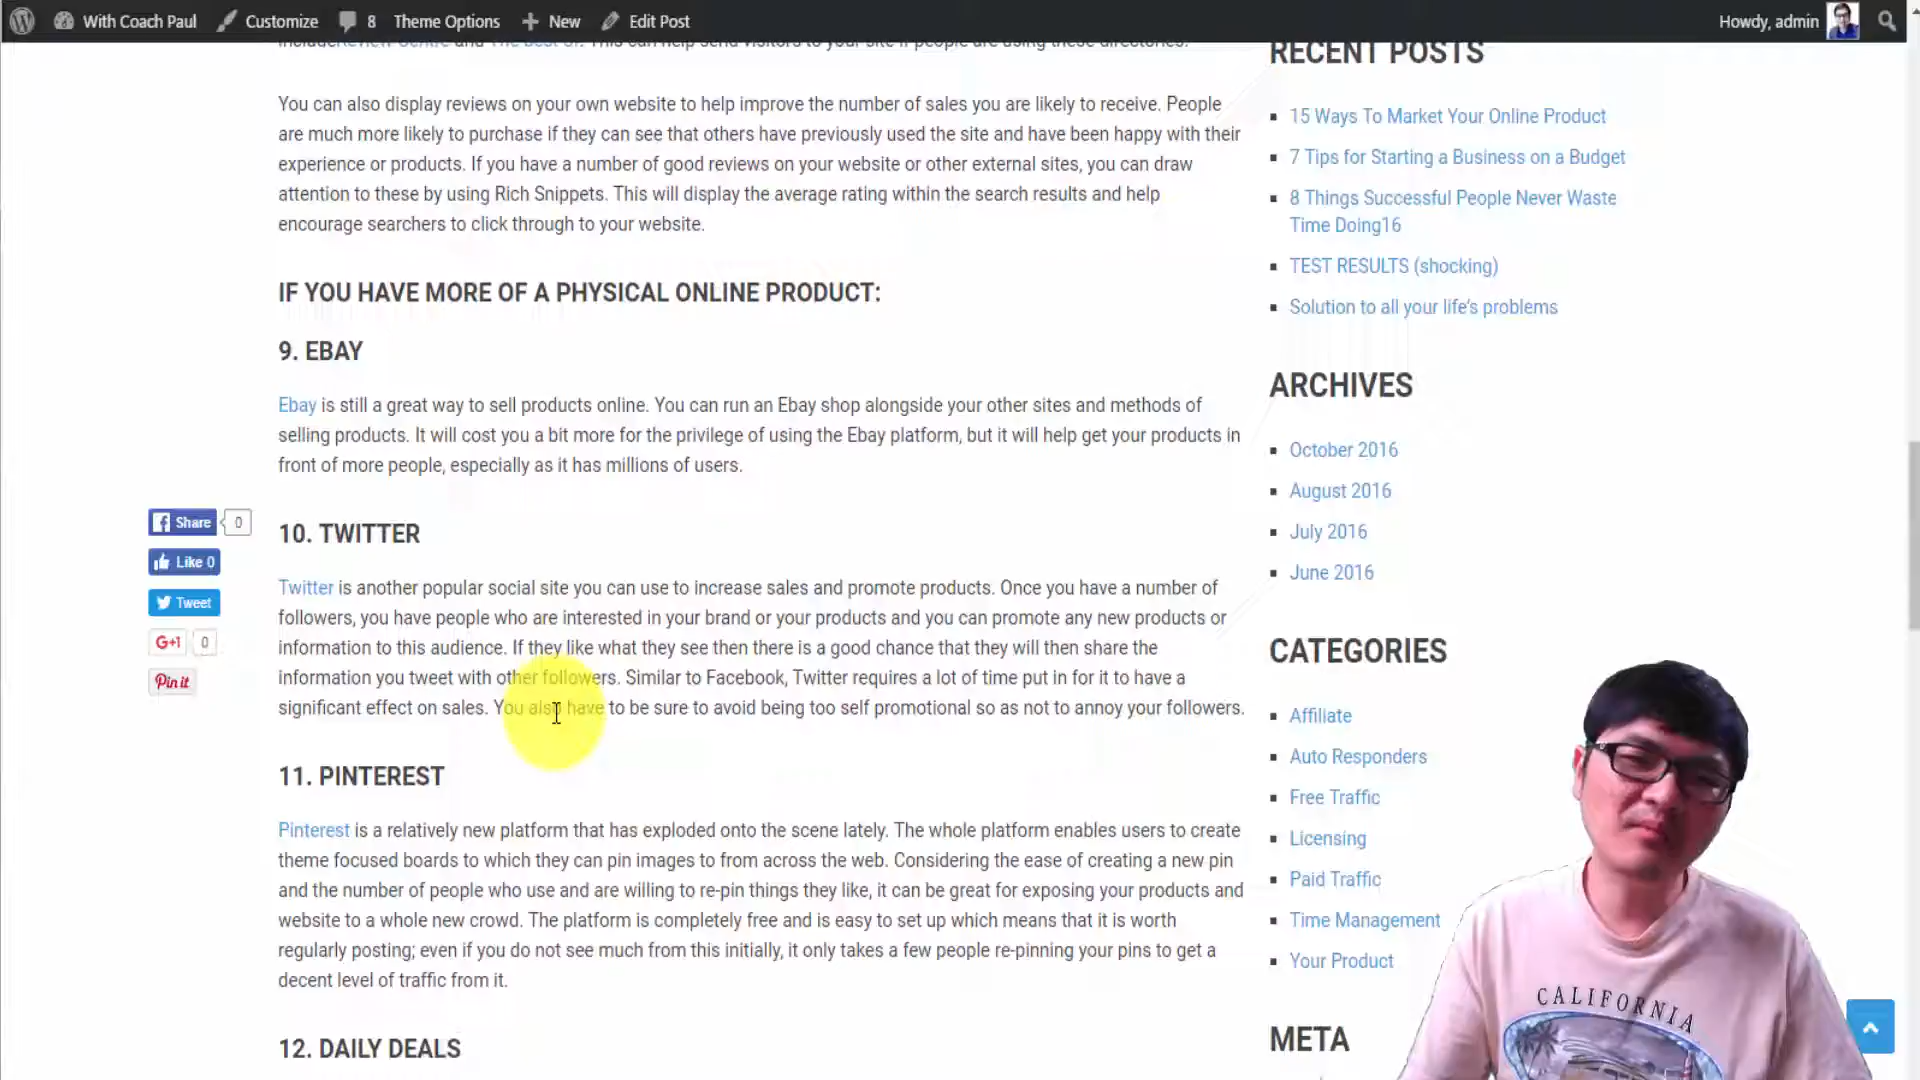 With Coach Paul
Customize
8
Theme Options
New
Edit Post
Howdy, admin
include Review Centre and The best of. This can help send visitors to your site if people are using these directories.
You can also display reviews on your own website to help improve the number of sales you are likely to receive. People
are much more likely to purchase if they can see that others have previously used the site and have been happy with their
experience or products. If you have a number of good reviews on your website or other external sites, you can draw
attention to these by using Rich Snippets. This will display the average rating within the search results and help
encourage searchers to click through to your website.
IF YOU HAVE MORE OF A PHYSICAL ONLINE PRODUCT:
9. EBAY
Ebay is still a great way to sell products online. You can run an Ebay shop alongside your other sites and methods of
selling products. It will cost you a bit more for the privilege of using the Ebay platform, but it will help get your products in
front of more people, especially as it has millions of users.
Share
0
Like 0
Tweet
G+1
0
Pin it
10. TWITTER
Twitter is another popular social site you can use to increase sales and promote products. Once you have a number of
followers, you have people who are interested in your brand or your products and you can promote any new products or
information to this audience. If they like what they see then there is a good chance that they will then share the
information you tweet with other followers. Similar to Facebook, Twitter requires a lot of time put in for it to have a
significant effect on sales. You also have to be sure to avoid being too self promotional so as not to annoy your followers.
11. PINTEREST
Pinterest is a relatively new platform that has exploded onto the scene lately. The whole platform enables users to create
theme focused boards to which they can pin images to from across the web. Considering the ease of creating a new pin
and the number of people who use and are willing to re-pin things they like, it can be great for exposing your products and
website to a whole new crowd. The platform is completely free and is easy to set up which means that it is worth
regularly posting; even if you do not see much from this initially, it only takes a few people re-pinning your pins to get a
decent level of traffic from it.
12. DAILY DEALS
RECENT POSTS
15 Ways To Market Your Online Product
7 Tips for Starting a Business on a Budget
8 Things Successful People Never Waste
Time Doing16
TEST RESULTS (shocking)
Solution to all your life's problems
ARCHIVES
October 2016
August 2016
July 2016
June 2016
CATEGORIES
Affiliate
Auto Responders
Free Traffic
Licensing
Paid Traffic
Time Management
Your Product
META
CALIFORNIA